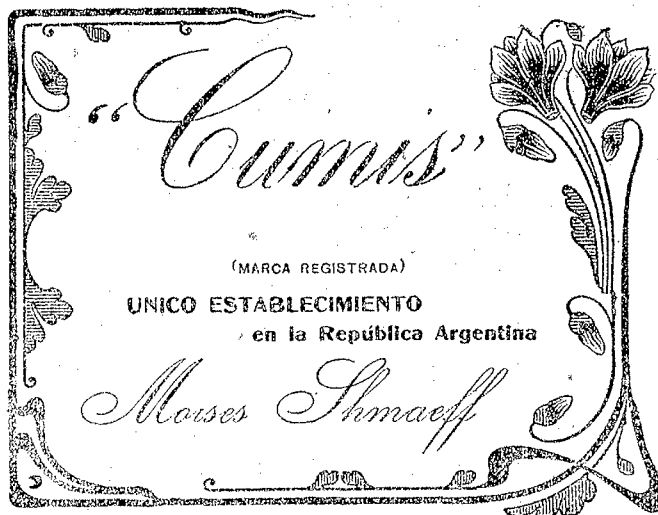 "Cumis"
(MARCA REGISTRADA)
UNICO ESTABLECIMIENTO
en la República Argentina
Moises Shmaeff